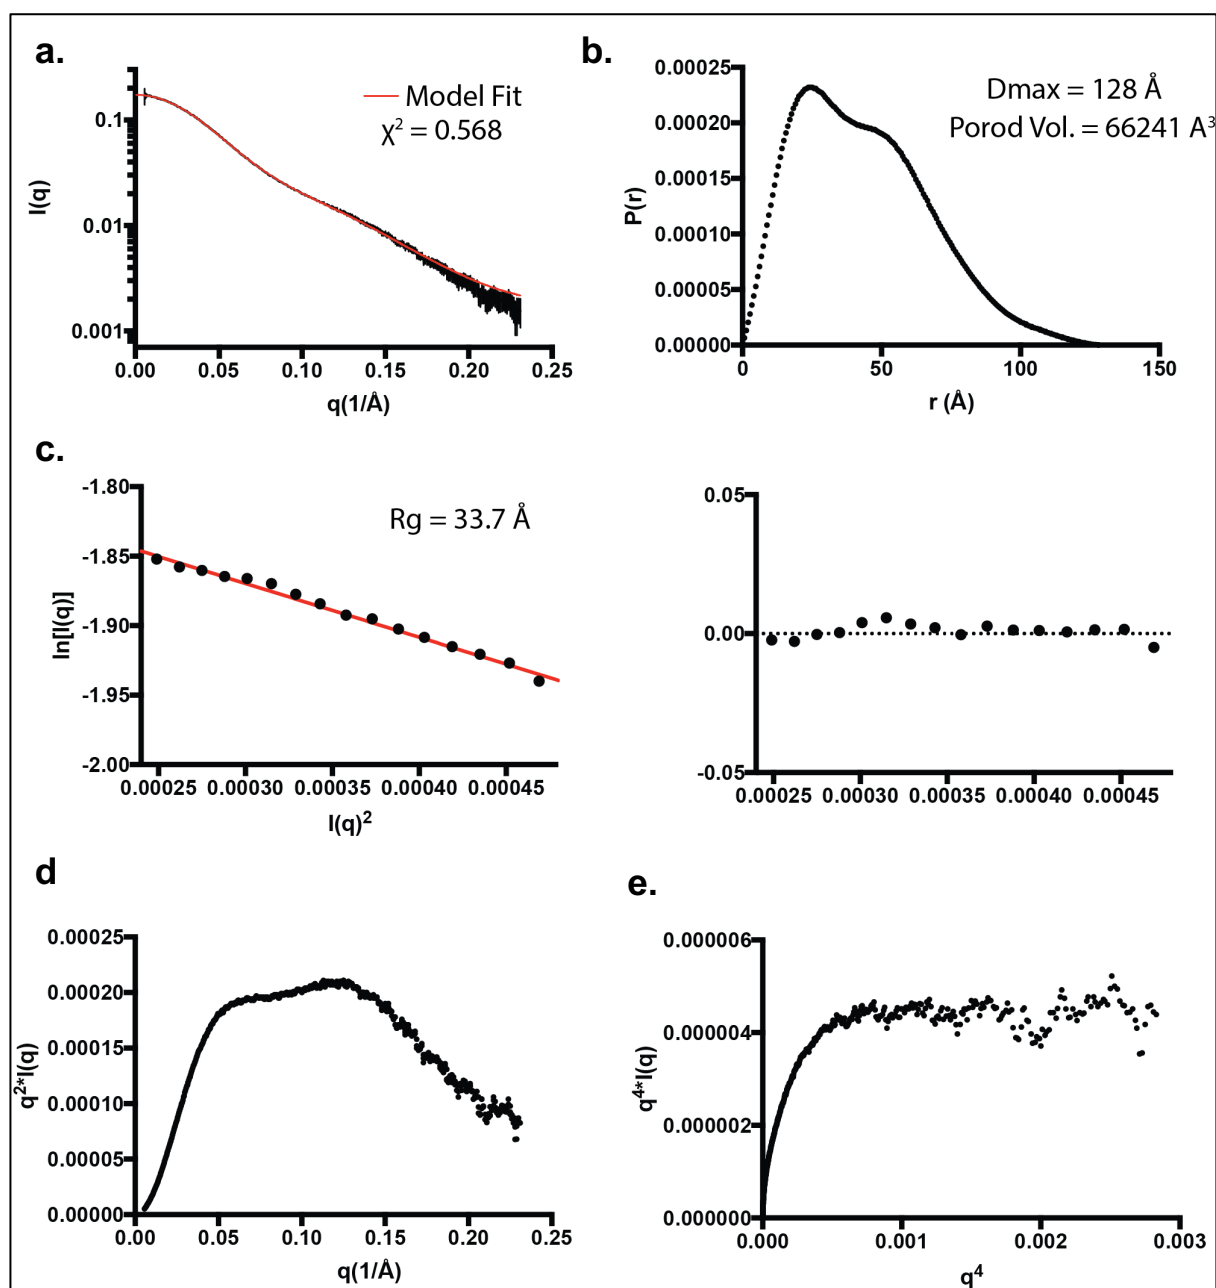 a.
Model Fit
χ² = 0.568
0.1
0.01
0.001
I(q)
0.00 0.05 0.10 0.15 0.20 0.25
q(1/Å)
b.
Dmax = 128 Å
Porod Vol. = 66241 A³
0.00025
0.00020
0.00015
0.00010
0.00005
0.00000
P(r)
0 50 100 150
r (Å)
c.
Rg = 33.7 Å
-1.80
-1.85
-1.90
-1.95
-2.00
ln[I(q)]
0.00025 0.00030 0.00035 0.00040 0.00045
I(q)²
0.05
0.00
-0.05
0.00025 0.00030 0.00035 0.00040 0.00045
d
0.00025
0.00020
0.00015
0.00010
0.00005
0.00000
q²*I(q)
0.00 0.05 0.10 0.15 0.20 0.25
q(1/Å)
e.
0.000006
0.000004
0.000002
0.000000
q⁴*I(q)
0.000 0.001 0.002 0.003
q⁴